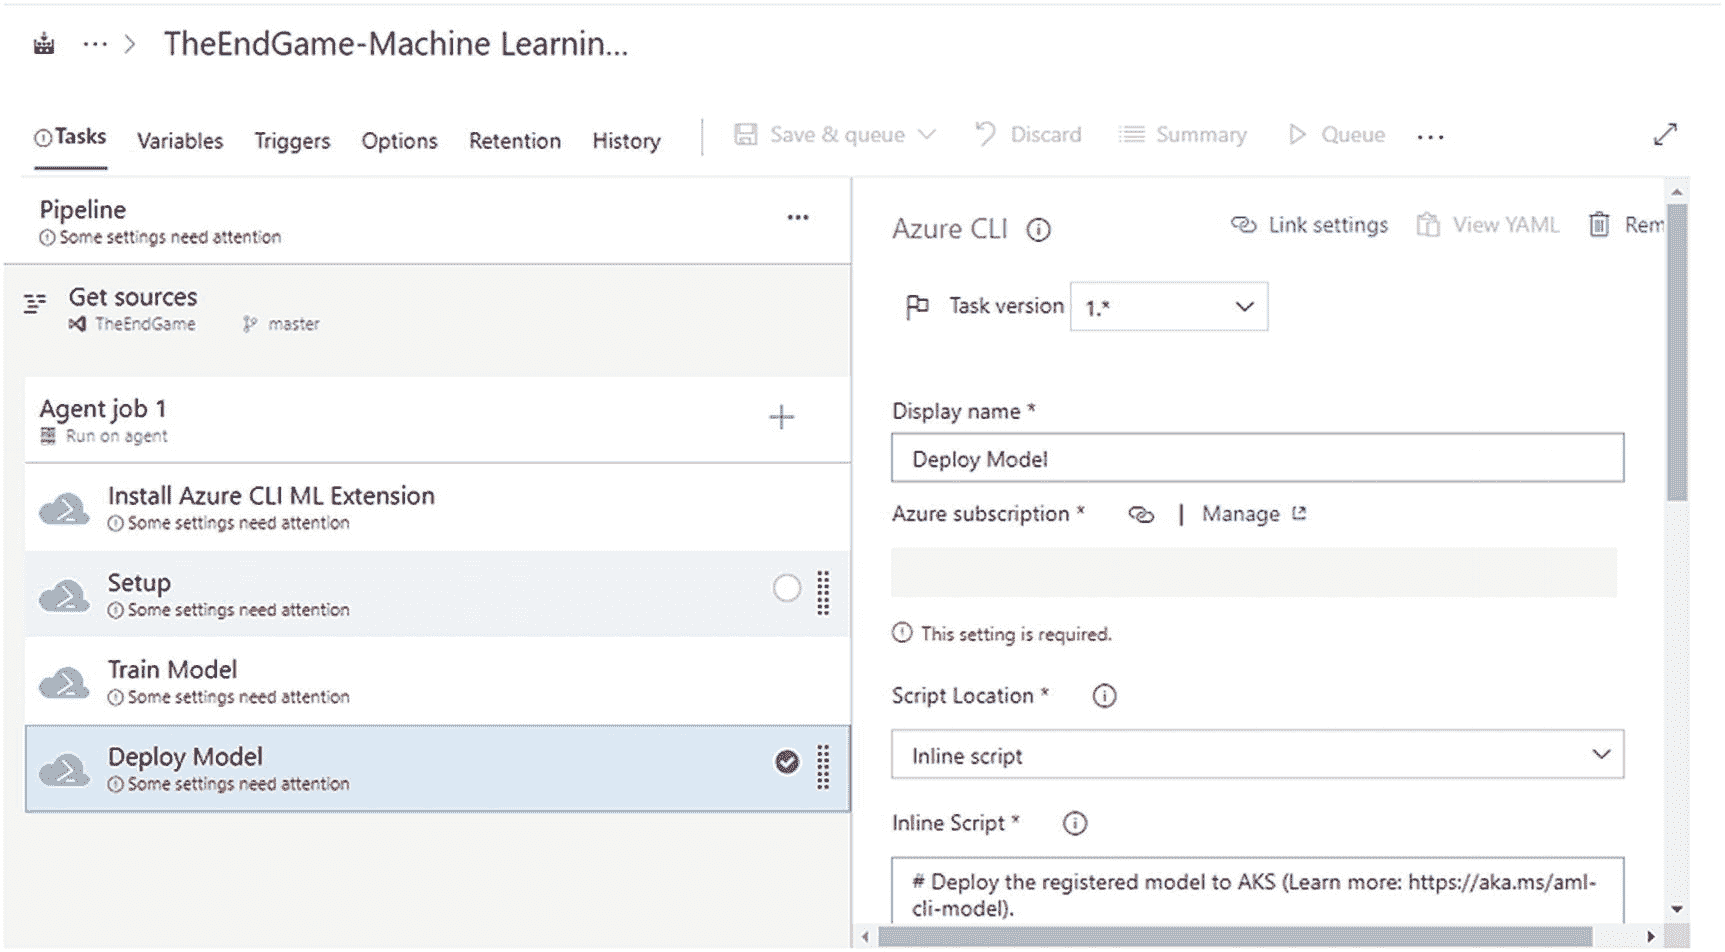 TheEndGame-Machine Learnin...
Tasks Variables Triggers Options Retention History Save & queue Discard Summary Queue ...
Pipeline
Some settings need attention
Get sources
TheEndGame master
Agent job 1
Run on agent
Install Azure CLI ML Extension
Some settings need attention
Setup
Some settings need attention
Train Model
Some settings need attention
Deploy Model
Some settings need attention
Azure CLI Link settings View YAML Rem
Task version 1.*
Display name *
Deploy Model
Azure subscription * | Manage
This setting is required.
Script Location *
Inline script
Inline Script *
# Deploy the registered model to AKS (Learn more: https://aka.ms/aml-
cli-model).